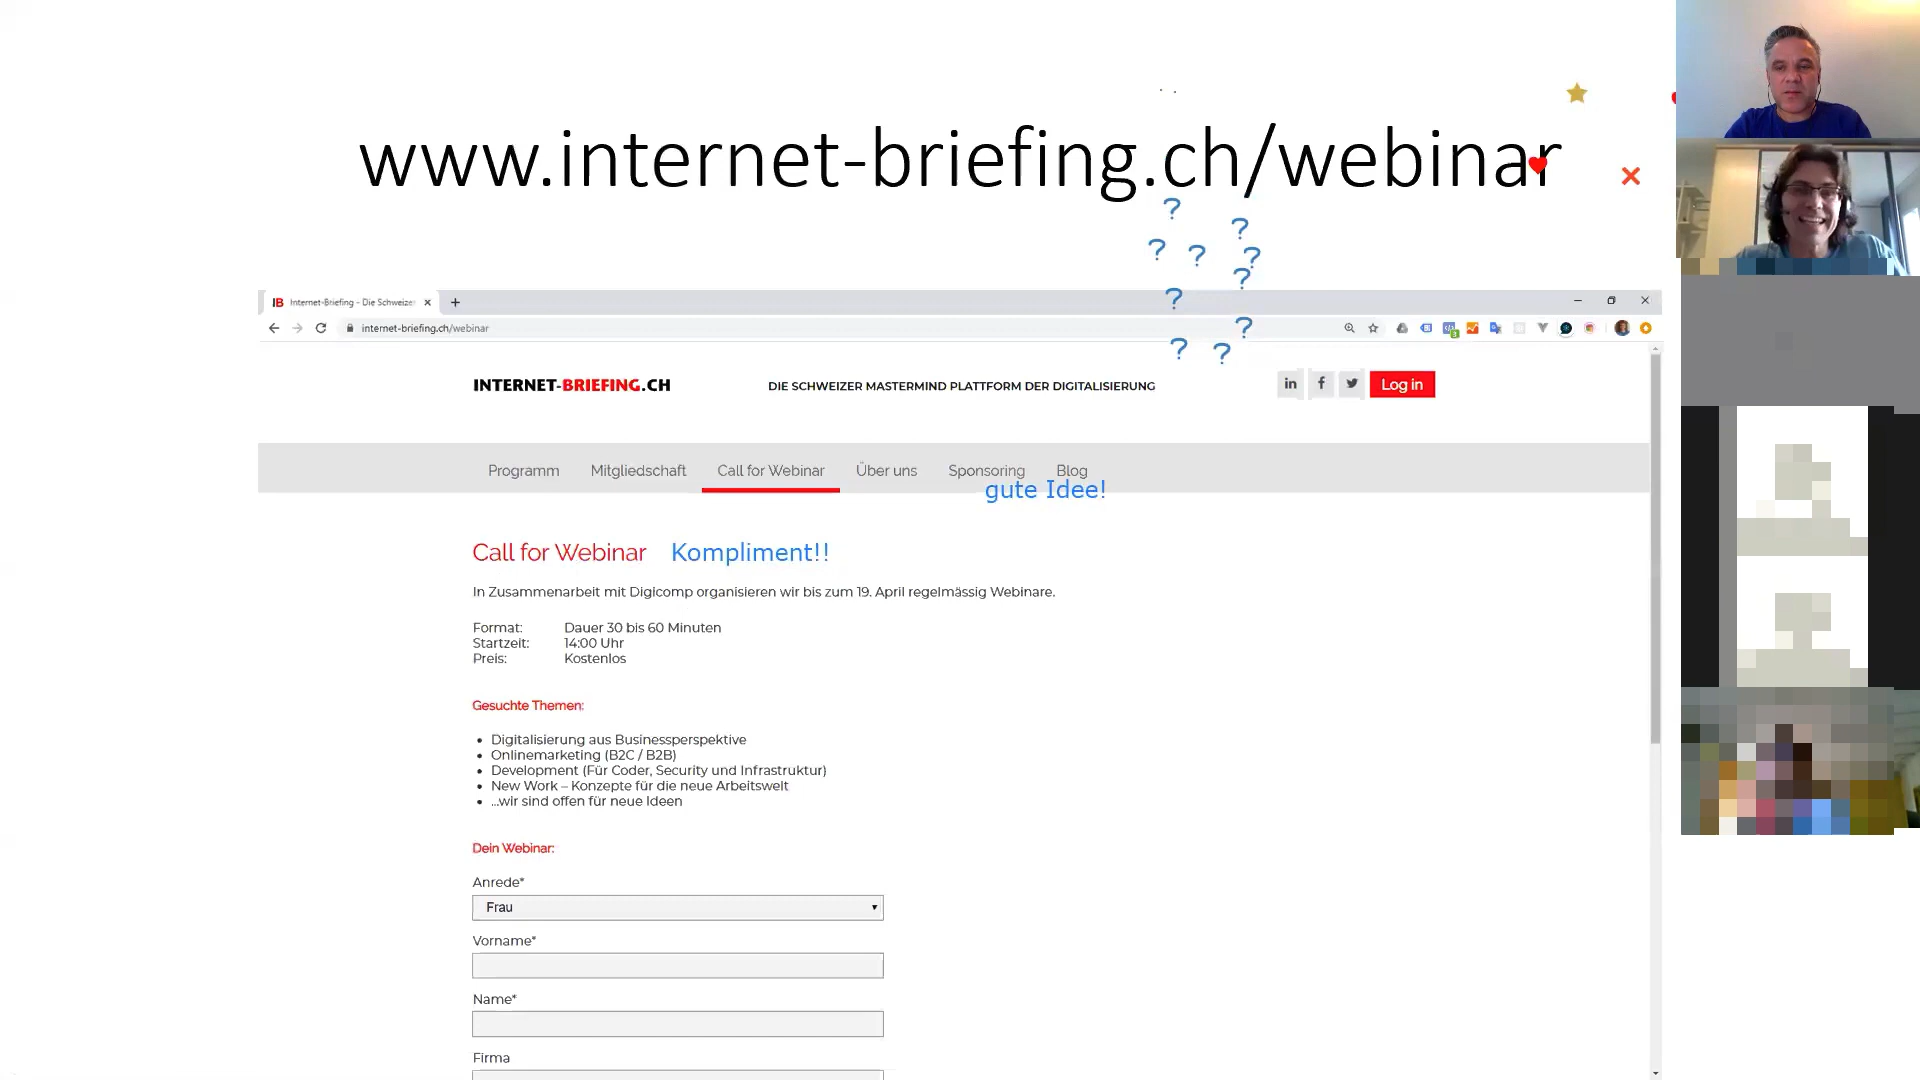 www.internet-briefing.ch/webinar
? ? ? ? ? ? ? ? ? ?
IB Internet-Briefing - Die Schweizer
internet-briefing.ch/webinar
INTERNET-BRIEFING.CH
DIE SCHWEIZER MASTERMIND PLATTFORM DER DIGITALISIERUNG
in f Log in
Programm Mitgliedschaft Call for Webinar Über uns Sponsoring Blog
gute Idee!
Call for Webinar Kompliment!!
In Zusammenarbeit mit Digicomp organisieren wir bis zum 19. April regelmässig Webinare.
Format: Dauer 30 bis 60 Minuten
Startzeit: 14:00 Uhr
Preis: Kostenlos
Gesuchte Themen:
• Digitalisierung aus Businessperspektive
• Onlinemarketing (B2C / B2B)
• Development (Für Coder, Security und Infrastruktur)
• New Work – Konzepte für die neue Arbeitswelt
• ...wir sind offen für neue Ideen
Dein Webinar:
Anrede*
Frau
Vorname*
Name*
Firma